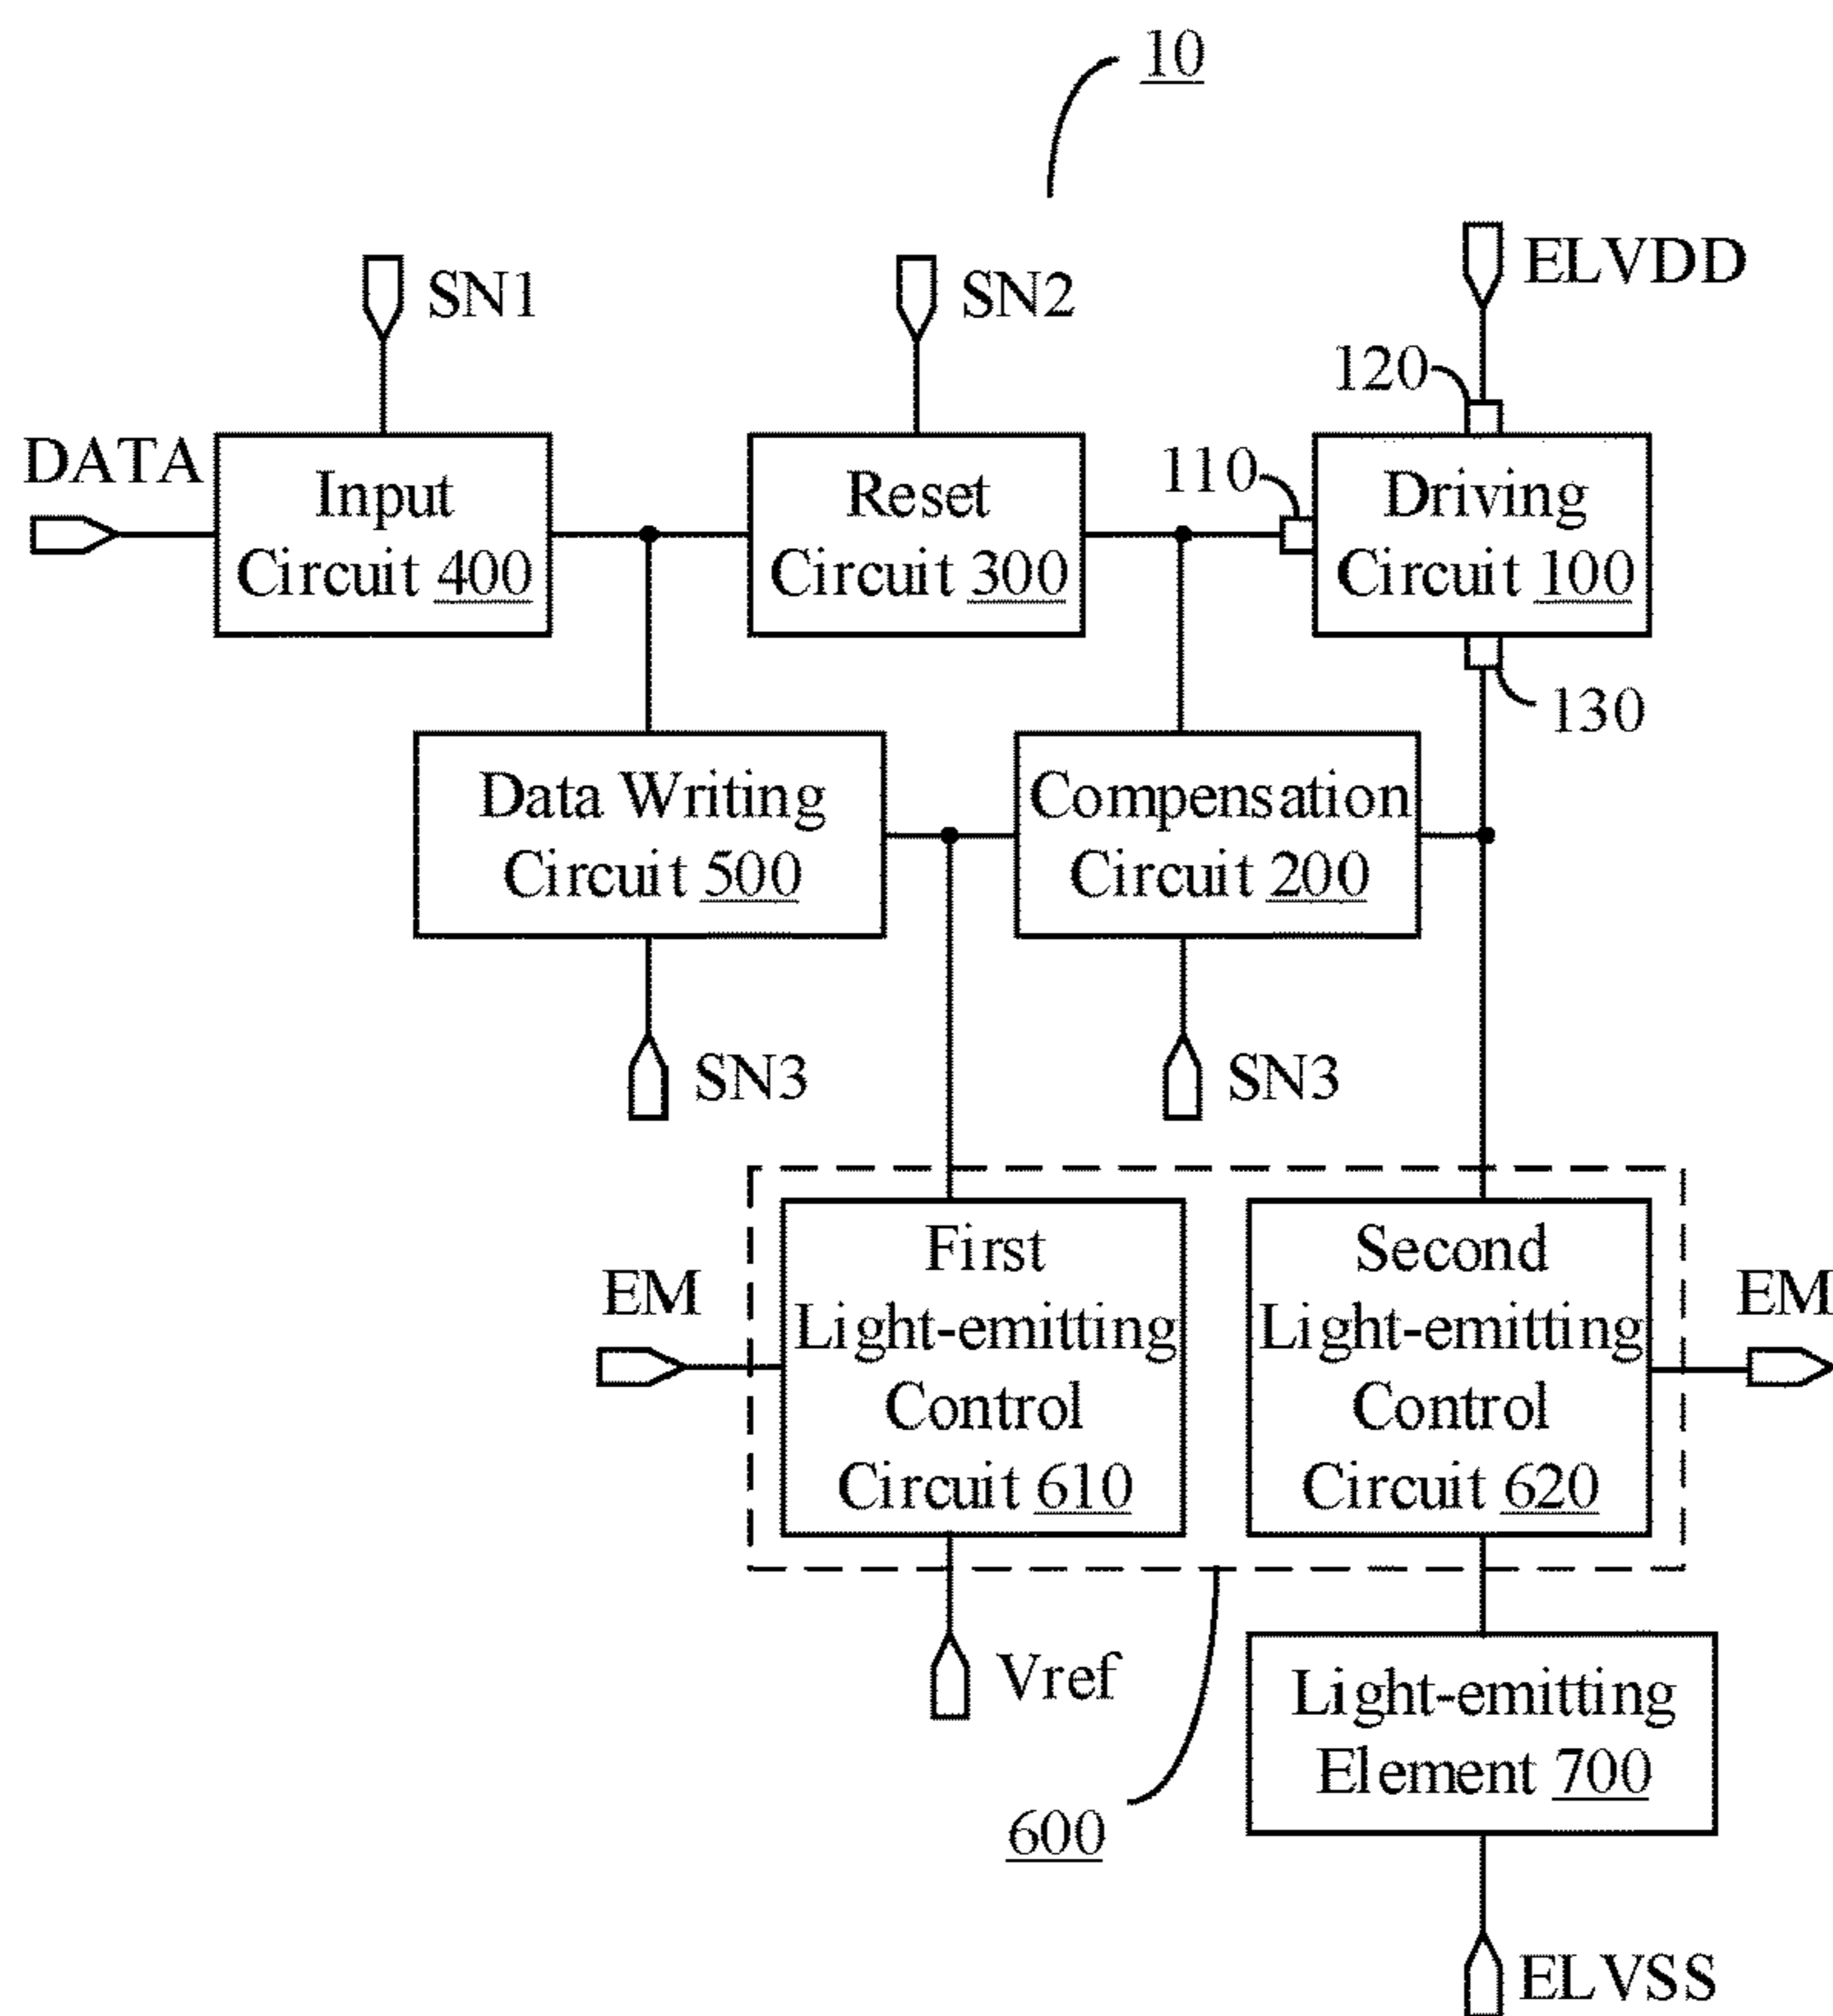 10
SN1
SN2
ELVDD
120
DATA
110
Input
Circuit 400
Reset
Circuit 300
Driving
Circuit 100
130
Data Writing
Circuit 500
Compensation
Circuit 200
SN3
SN3
EM
First
Light-emitting
Control
Circuit 610
Second
Light-emitting
Control
Circuit 620
EM
Vref
Light-emitting
Element 700
600
ELVSS